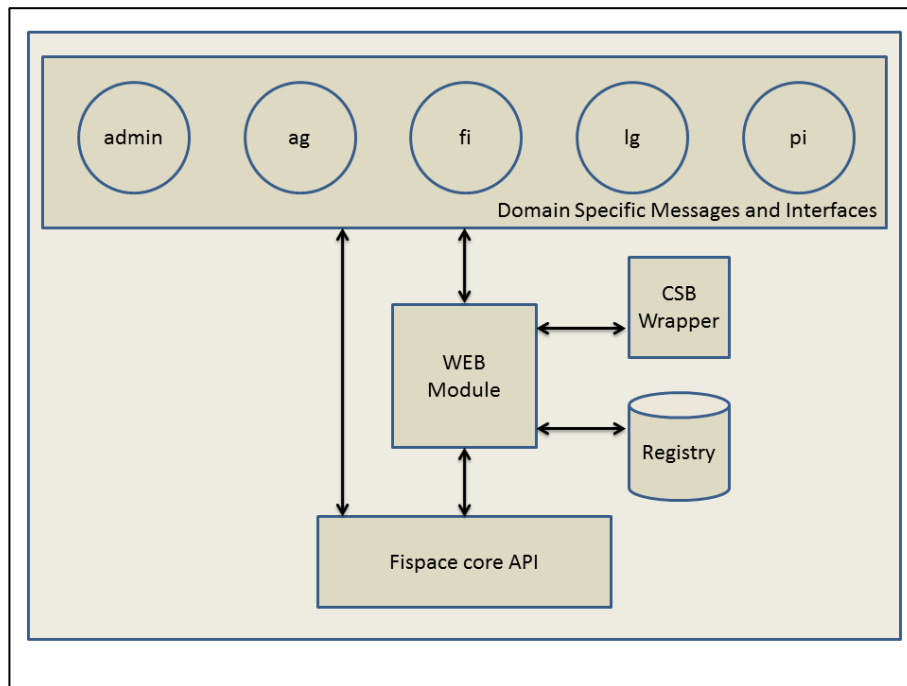 admin
ag
fi
lg
pi
Domain Specific Messages and Interfaces
CSB
Wrapper
WEB
Module
Registry
Fispace core API